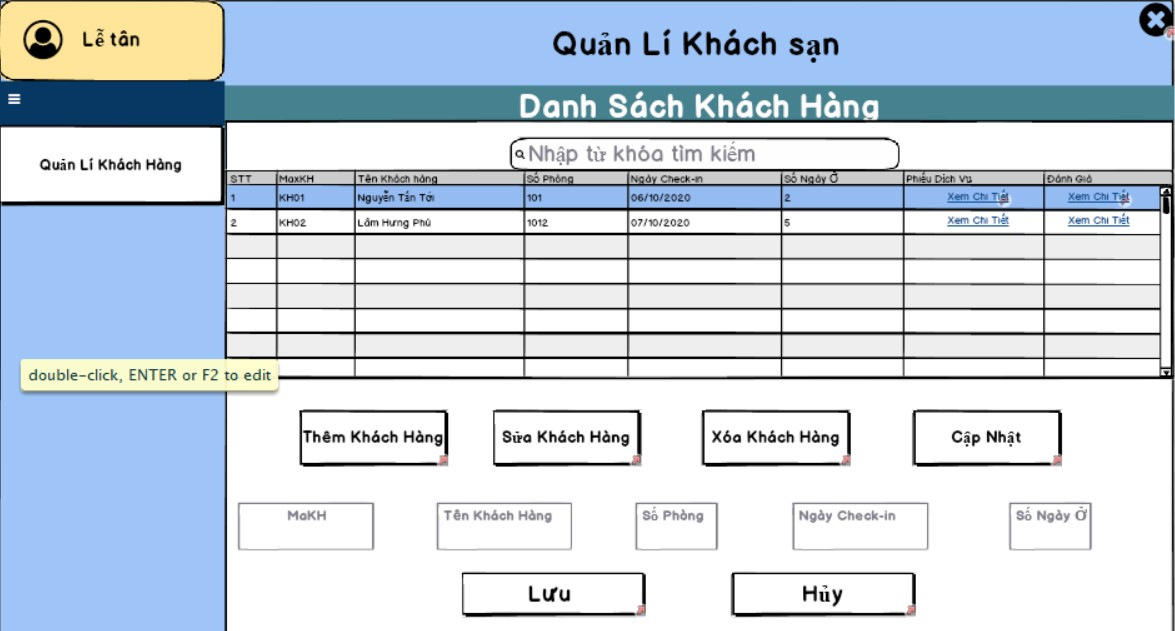 Lễ tân
Quản Lí Khách sạn
Danh Sách Khách Hàng
Quản Lí Khách Hàng
Nhập từ khóa tìm kiếm
STT MaxKH Tên Khách hàng Số Phòng Ngày Check-in Số Ngày Ở Phiếu Dịch Vụ Đánh Giá
1 KH01 Nguyễn Tấn Tới 101 06/10/2020 2 Xem Chi Tiết Xem Chi Tiết
2 KH02 Lâm Hưng Phú 1012 07/10/2020 5 Xem Chi Tiết Xem Chi Tiết
double-click, ENTER or F2 to edit
Thêm Khách Hàng Sửa Khách Hàng Xóa Khách Hàng Cập Nhật
MaKH Tên Khách Hàng Số Phòng Ngày Check-in Số Ngày Ở
Lưu Hủy